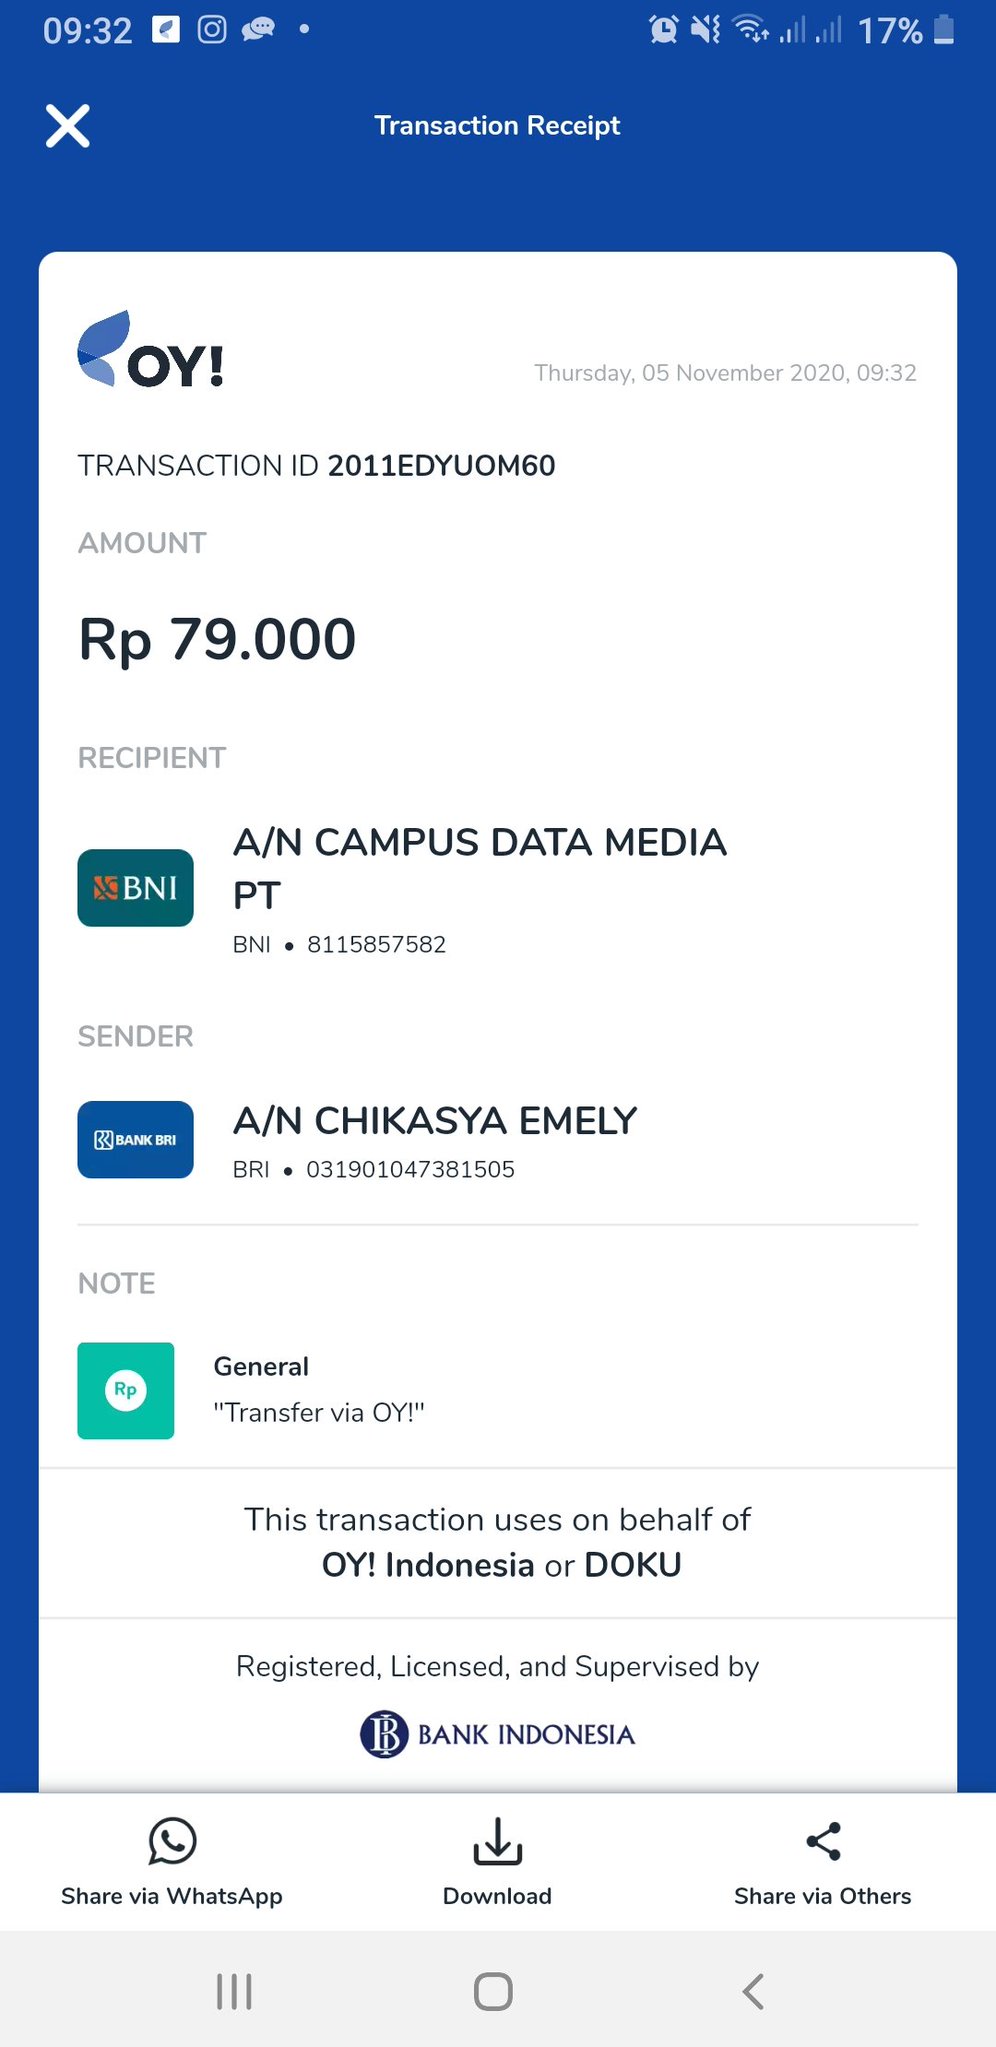 09:32
17%
Transaction Receipt
OY!
Thursday, 05 November 2020, 09:32
TRANSACTION ID 2011EDYUOM60
AMOUNT
Rp 79.000
RECIPIENT
BNI
A/N CAMPUS DATA MEDIA
PT
BNI • 8115857582
SENDER
BANK BRI
A/N CHIKASYA EMELY
BRI • 031901047381505
NOTE
Rp
General
"Transfer via OY!"
This transaction uses on behalf of
OY! Indonesia or DOKU
Registered, Licensed, and Supervised by
BANK INDONESIA
Share via WhatsApp
Download
Share via Others